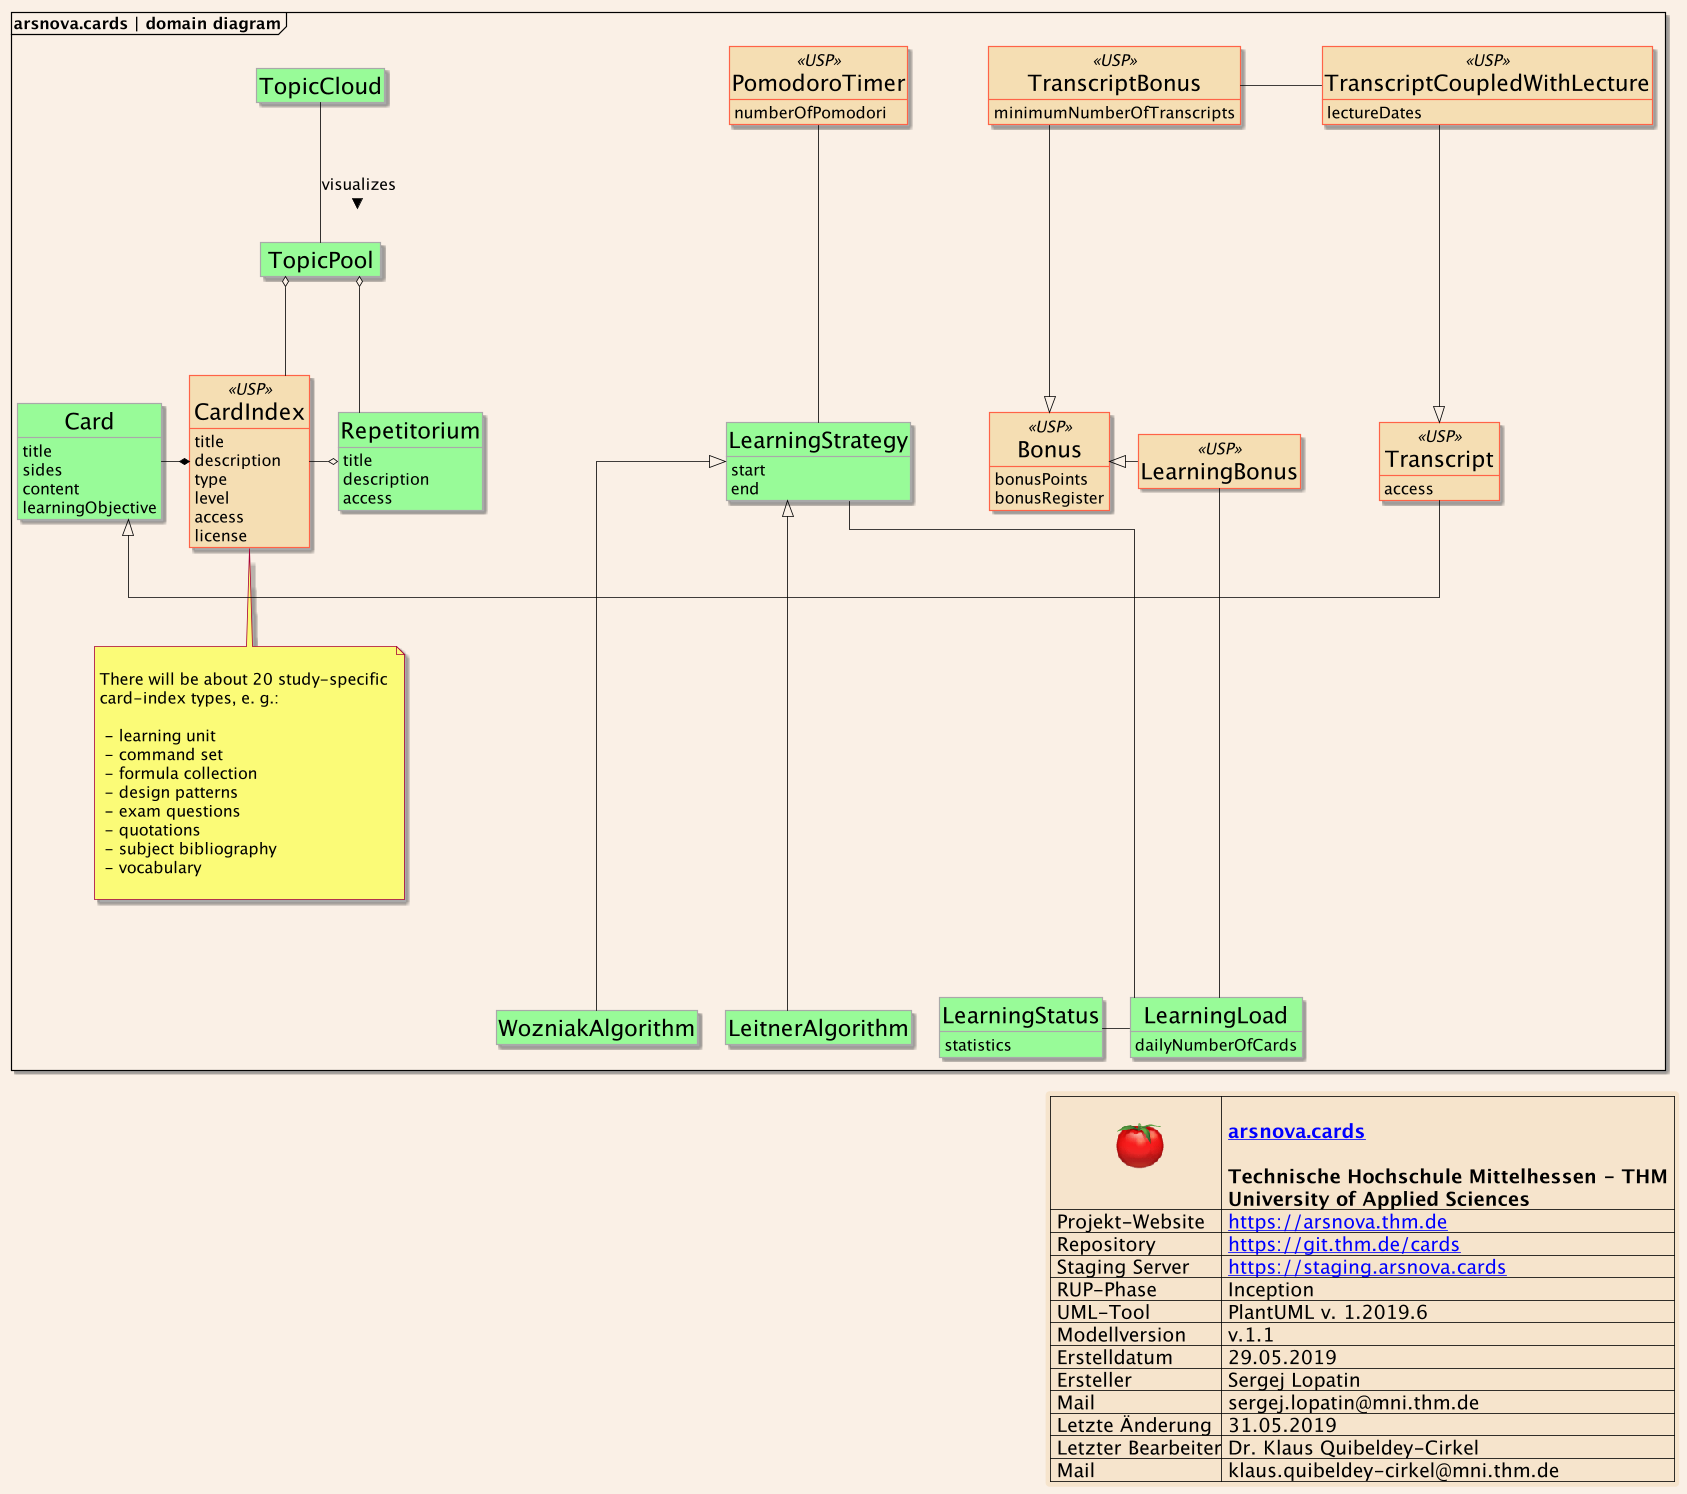 arsnova.cards | domain diagram
TopicCloud
«USP»
PomodoroTimer
numberOfPomodori
«USP»
TranscriptBonus
minimumNumberOfTranscripts
«USP»
TranscriptCoupledWithLecture
lectureDates
visualizes
TopicPool
Card
title
sides
content
learningObjective
«USP»
CardIndex
title
description
type
level
access
license
Repetitorium
title
description
access
LearningStrategy
start
end
«USP»
Bonus
bonusPoints
bonusRegister
«USP»
LearningBonus
«USP»
Transcript
access
There will be about 20 study-specific
card-index types, e. g.:
- learning unit
- command set
- formula collection
- design patterns
- exam questions
- quotations
- subject bibliography
- vocabulary
WozniakAlgorithm
LeitnerAlgorithm
LearningStatus
statistics
LearningLoad
dailyNumberOfCards
arsnova.cards
Technische Hochschule Mittelhessen - THM
University of Applied Sciences
Projekt-Website https://arsnova.thm.de
Repository https://git.thm.de/cards
Staging Server https://staging.arsnova.cards
RUP-Phase Inception
UML-Tool PlantUML v. 1.2019.6
Modellversion v.1.1
Erstelldatum 29.05.2019
Ersteller Sergej Lopatin
Mail sergej.lopatin@mni.thm.de
Letzte Änderung 31.05.2019
Letzter Bearbeiter Dr. Klaus Quibeldey-Cirkel
Mail klaus.quibeldey-cirkel@mni.thm.de